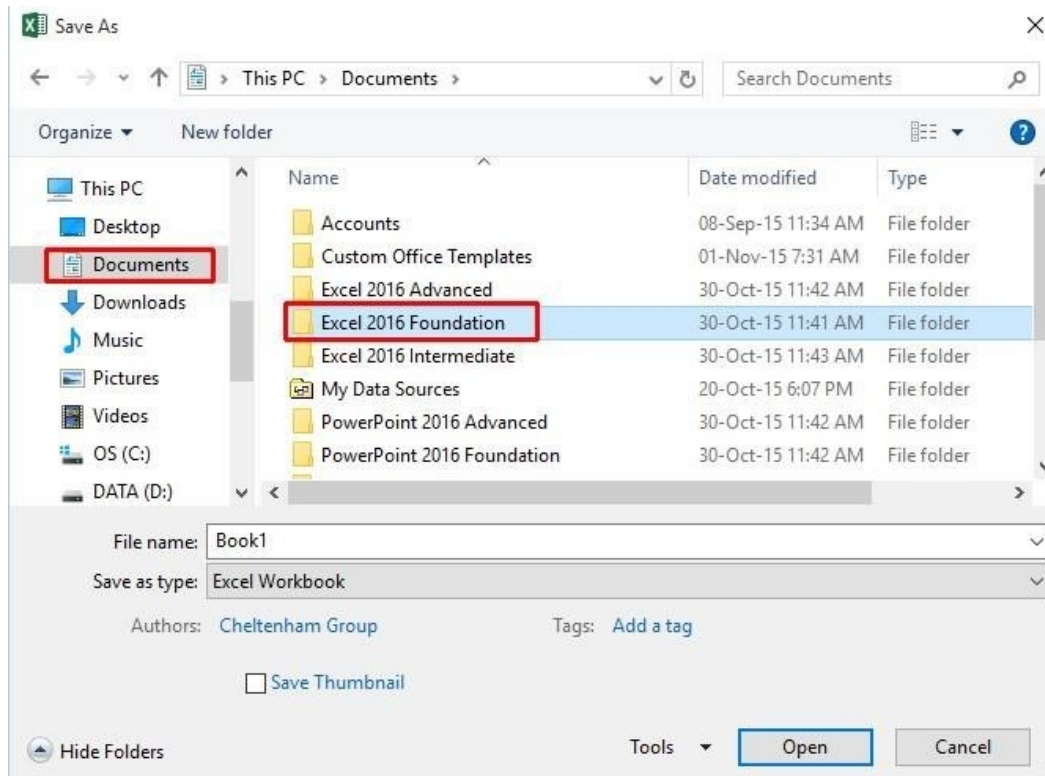 Save As
This PC > Documents >
Search Documents
Organize
New folder
This PC
Desktop
Documents
Downloads
Music
Pictures
Videos
OS (C:)
DATA (D:)
Name Date modified Type
Accounts 08-Sep-15 11:34 AM File folder
Custom Office Templates 01-Nov-15 7:31 AM File folder
Excel 2016 Advanced 30-Oct-15 11:42 AM File folder
Excel 2016 Foundation 30-Oct-15 11:41 AM File folder
Excel 2016 Intermediate 30-Oct-15 11:43 AM File folder
My Data Sources 20-Oct-15 6:07 PM File folder
PowerPoint 2016 Advanced 30-Oct-15 11:42 AM File folder
PowerPoint 2016 Foundation 30-Oct-15 11:42 AM File folder
File name: Book1
Save as type: Excel Workbook
Authors: Cheltenham Group Tags: Add a tag
Save Thumbnail
Hide Folders Tools Open Cancel